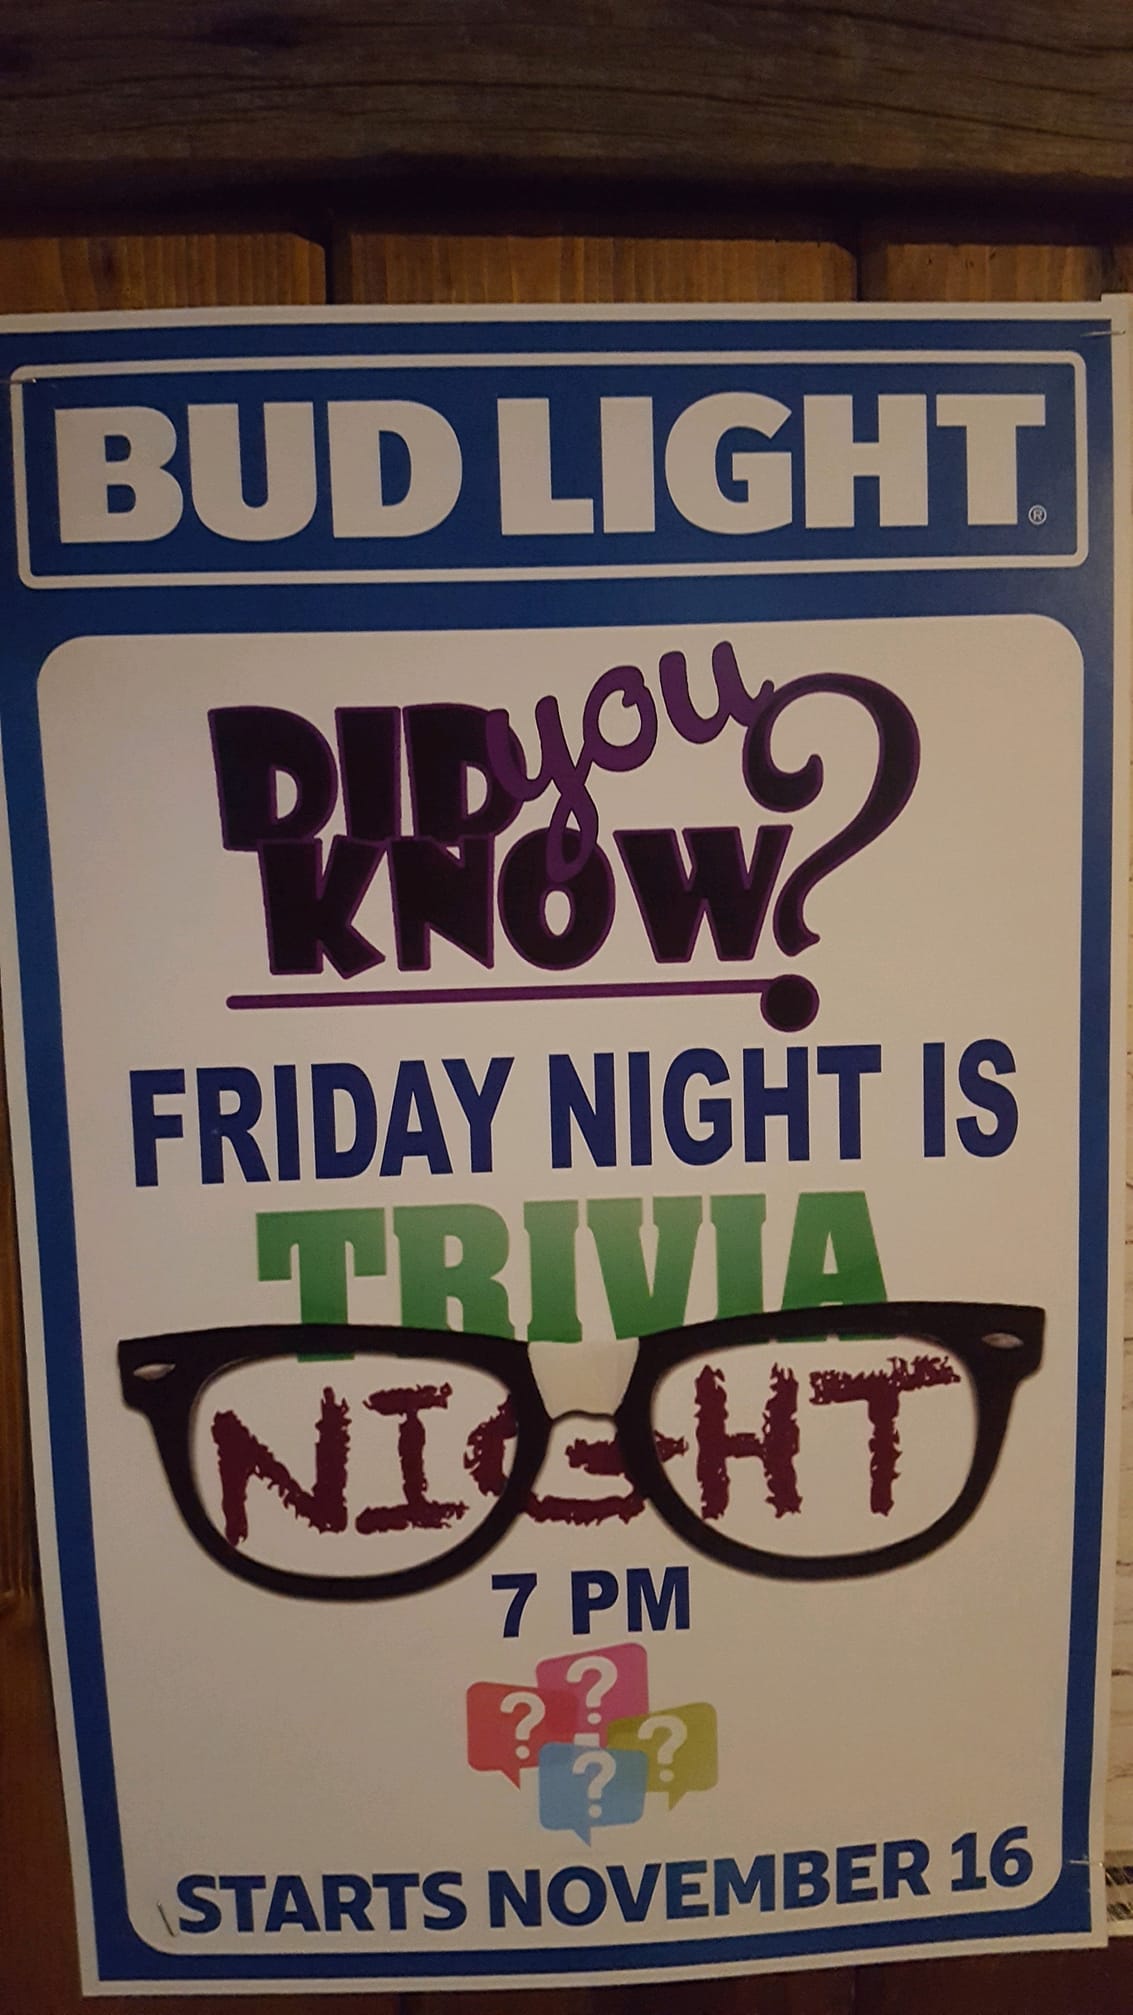 BUD LIGHT®
DID you
KNOW?
FRIDAY NIGHT IS
TRIVIA
NIGHT
7 PM
? ? ? ?
STARTS NOVEMBER 16